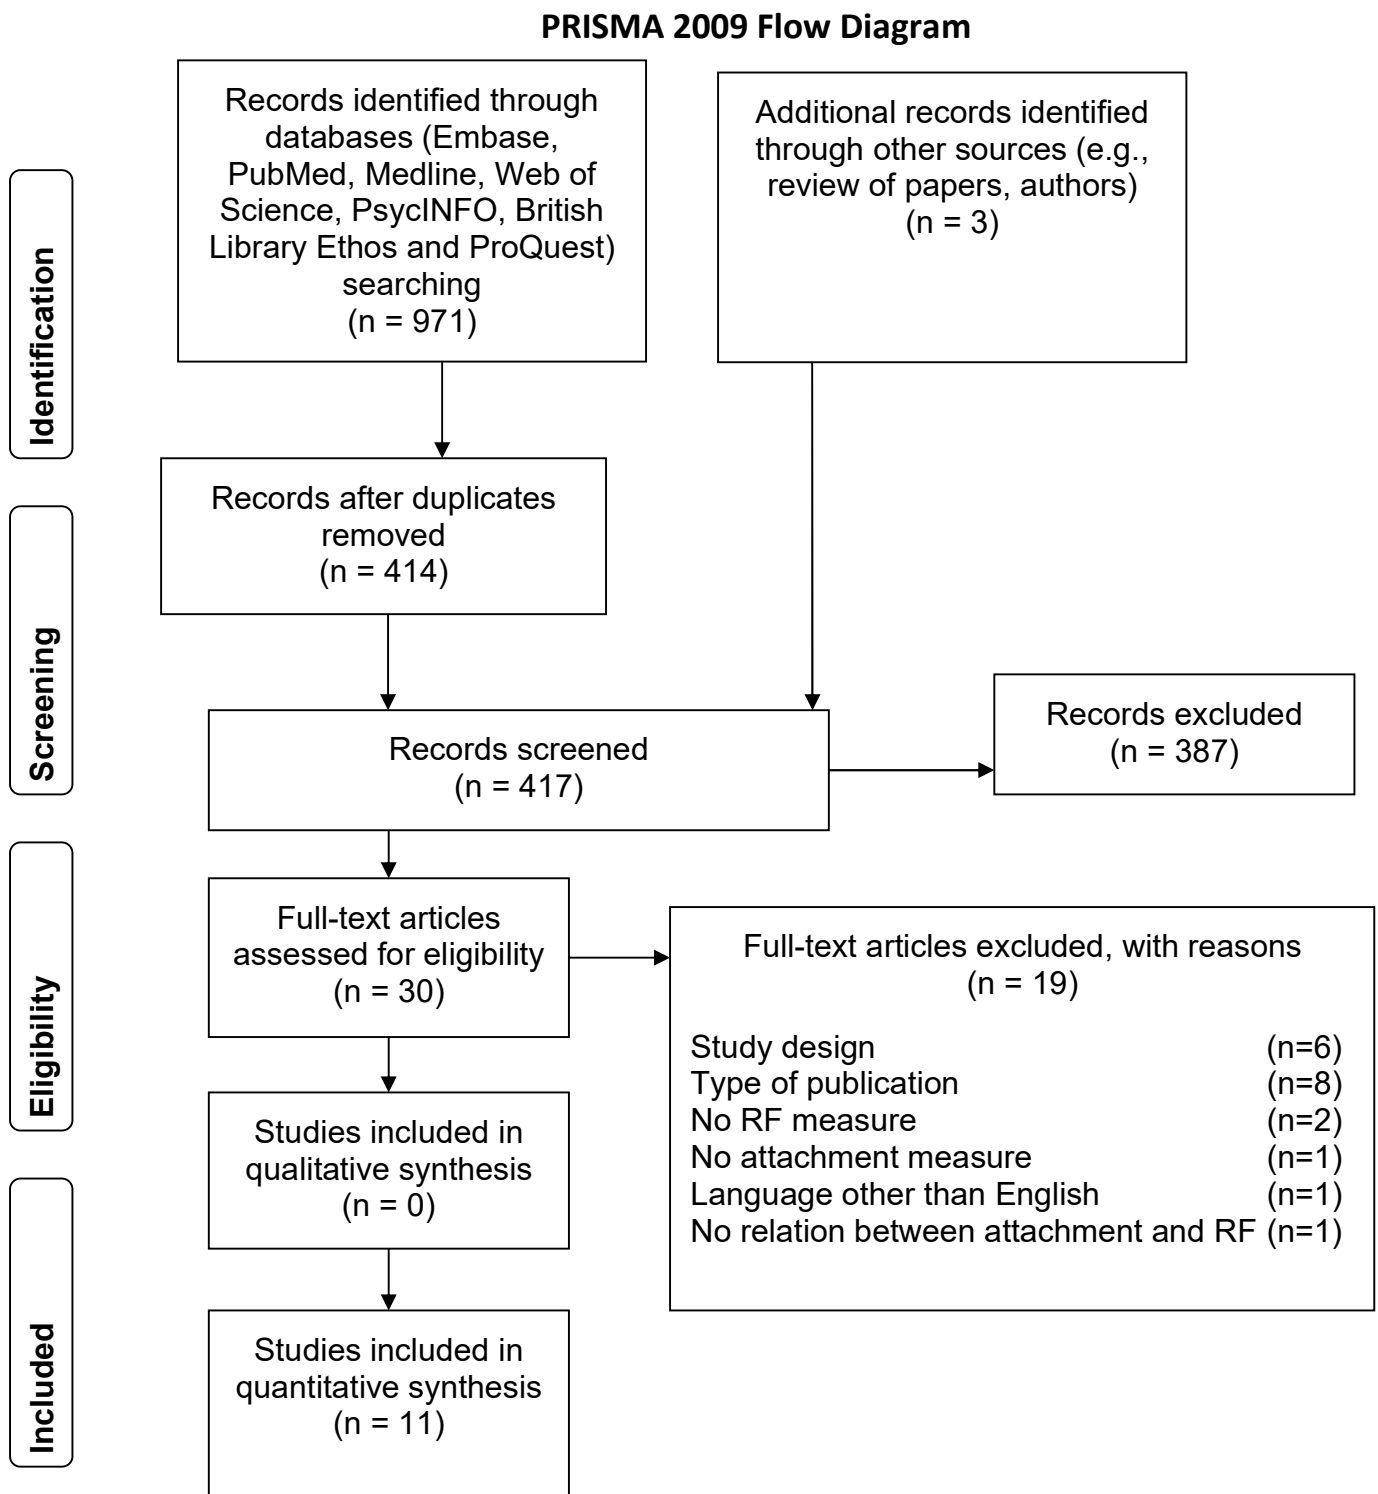 PRISMA 2009 Flow Diagram
Records identified through
databases (Embase,
PubMed, Medline, Web of
Science, PsycINFO, British
Library Ethos and ProQuest)
searching
(n = 971)
Additional records identified
through other sources (e.g.,
review of papers, authors)
(n = 3)
Identification
Records after duplicates
removed
(n = 414)
Screening
Records screened
(n = 417)
Records excluded
(n = 387)
Eligibility
Full-text articles
assessed for eligibility
(n = 30)
Full-text articles excluded, with reasons
(n = 19)
Study design (n=6)
Type of publication (n=8)
No RF measure (n=2)
No attachment measure (n=1)
Language other than English (n=1)
No relation between attachment and RF (n=1)
Studies included in
qualitative synthesis
(n = 0)
Included
Studies included in
quantitative synthesis
(n = 11)